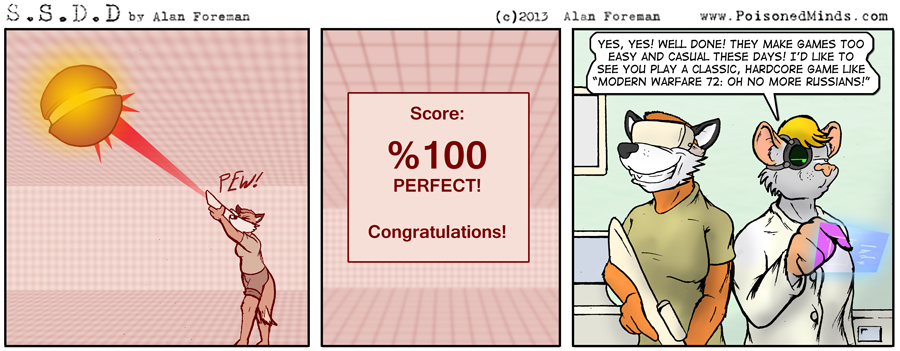 S.S.D.D by Alan Foreman (c)2013 Alan Foreman www.PoisonedMinds.com
PEW!
Score:
%100
PERFECT!
Congratulations!
YES, YES! WELL DONE! THEY MAKE GAMES TOO
EASY AND CASUAL THESE DAYS! I'D LIKE TO
SEE YOU PLAY A CLASSIC, HARDCORE GAME LIKE
"MODERN WARFARE 72: OH NO MORE RUSSIANS!"